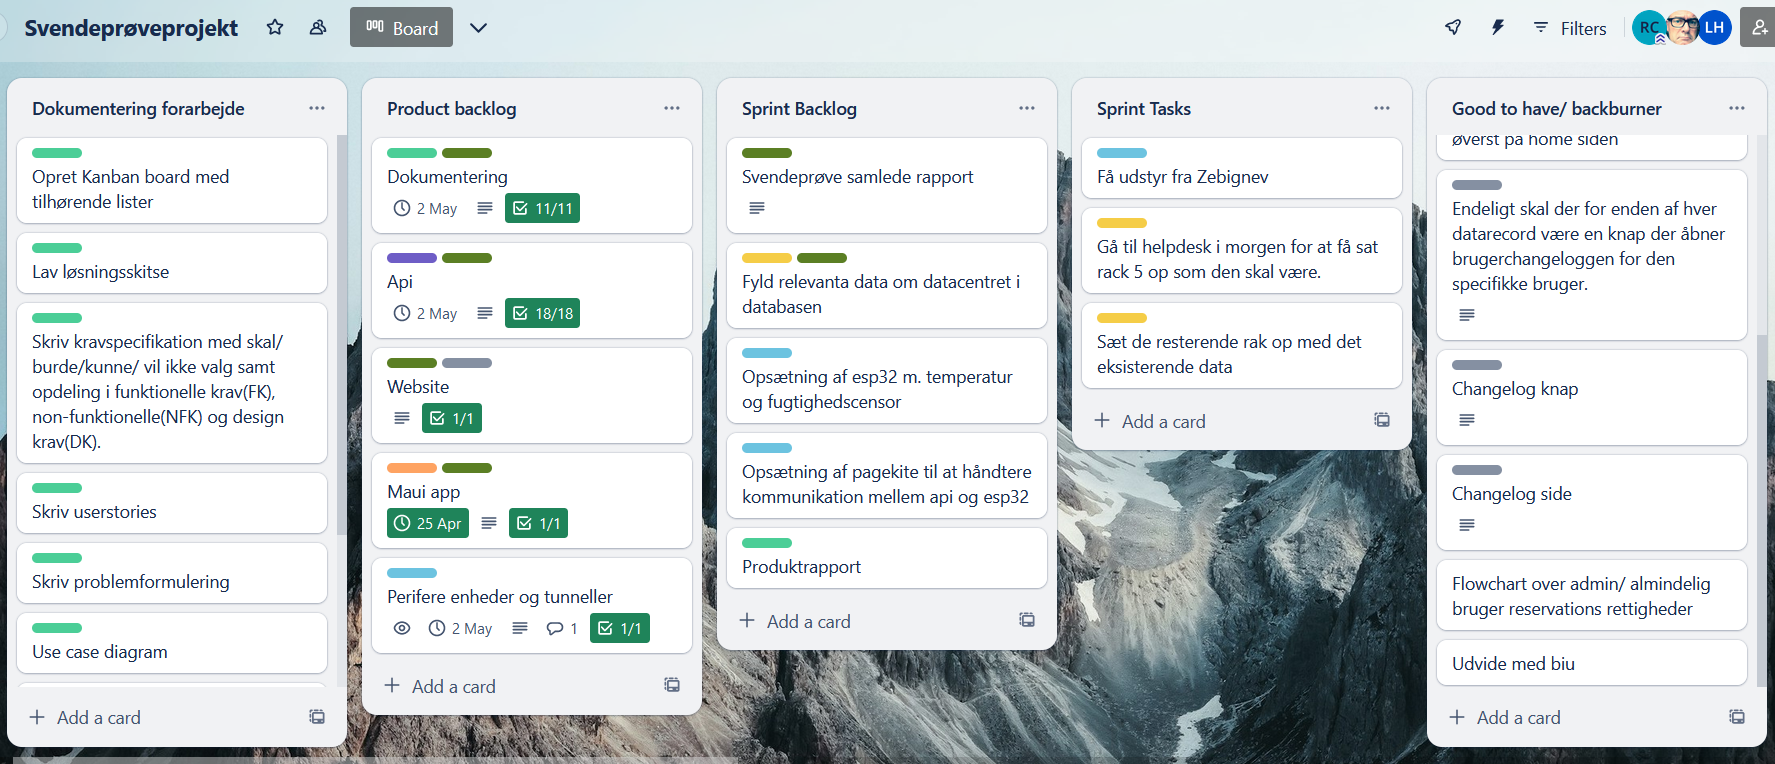 Svendeprøveprojekt
Board
Filters
RC
LH
Dokumentering forarbejde
Opret Kanban board med
tilhørende lister
Lav løsningsskitse
Skriv kravspecifikation med skal/
burde/kunne/ vil ikke valg samt
opdeling i funktionelle krav(FK),
non-funktionelle(NFK) og design
krav(DK).
Skriv userstories
Skriv problemformulering
Use case diagram
Add a card
Product backlog
Dokumentering
2 May
11/11
Api
2 May
18/18
Website
1/1
Maui app
25 Apr
1/1
Perifere enheder og tunneller
2 May
1
1/1
Add a card
Sprint Backlog
Svendeprøve samlede rapport
Fyld relevanta data om datacentret i
databasen
Opsætning af esp32 m. temperatur
og fugtighedscensor
Opsætning af pagekite til at håndtere
kommunikation mellem api og esp32
Produktrapport
Add a card
Sprint Tasks
Få udstyr fra Zebignev
Gå til helpdesk i morgen for at få sat
rack 5 op som den skal være.
Sæt de resterende rak op med det
eksisterende data
Add a card
Good to have/ backburner
øverst på home siden
Endeligt skal der for enden af hver
datarecord være en knap der åbner
brugerchangeloggen for den
specifikke bruger.
Changelog knap
Changelog side
Flowchart over admin/ almindelig
bruger reservations rettigheder
Udvide med biu
Add a card